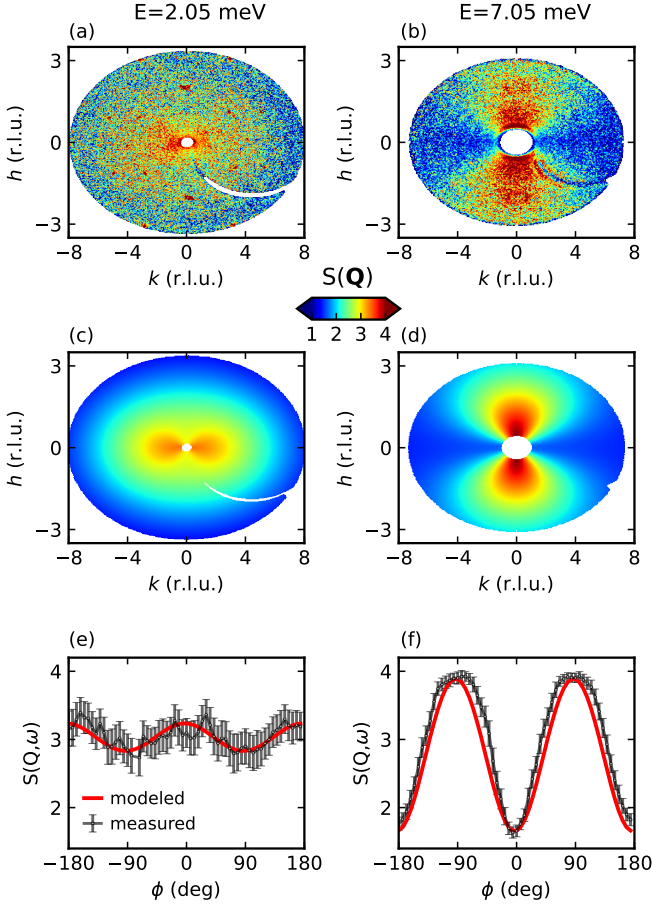 E=2.05 meV
E=7.05 meV
(a)
(b)
3
0
−3
h (r.l.u.)
−8 −4 0 4 8
k (r.l.u.)
3
0
−3
h (r.l.u.)
−8 −4 0 4 8
k (r.l.u.)
S(Q)
1 2 3 4
(c)
(d)
3
0
−3
h (r.l.u.)
−8 −4 0 4 8
k (r.l.u.)
3
0
−3
h (r.l.u.)
−8 −4 0 4 8
k (r.l.u.)
(e)
(f)
4
3
2
S(Q,ω)
modeled
measured
−180 −90 0 90 180
ϕ (deg)
4
3
2
S(Q,ω)
−180 −90 0 90 180
ϕ (deg)